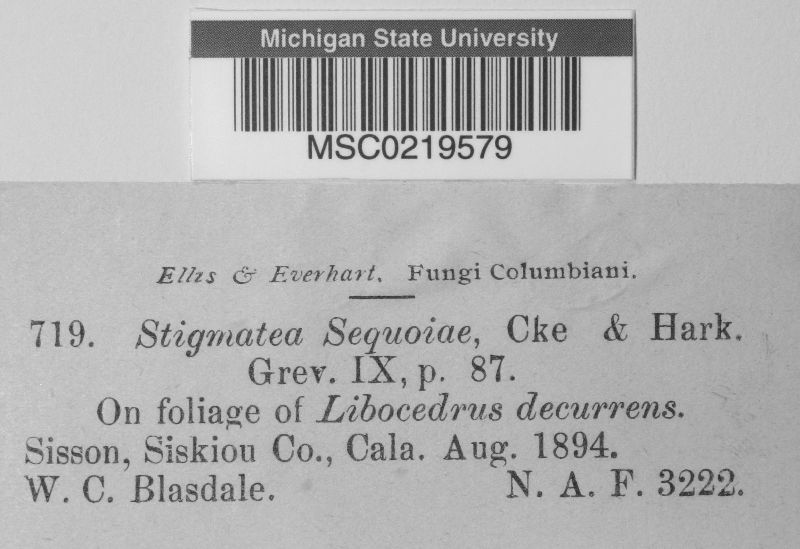 Michigan State University
MSC0219579
Ellis & Everhart, Fungi Columbiani.
719. Stigmatea Sequoiae, Cke & Hark.
Grev. IX, p. 87.
On foliage of Libocedrus decurrens.
Sisson, Siskiou Co., Cala. Aug. 1894.
W. C. Blasdale. N. A. F. 3222.